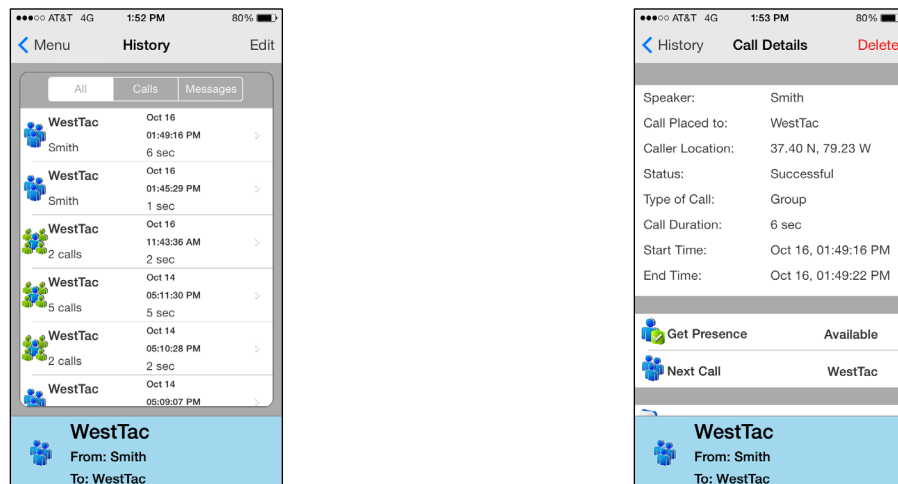 AT&T 4G 1:52 PM 80%
Menu History Edit
All Calls Messages
WestTac Oct 16
01:49:16 PM
Smith 6 sec
WestTac Oct 16
01:45:29 PM
Smith 1 sec
WestTac Oct 16
11:43:36 AM
2 calls 2 sec
WestTac Oct 14
05:11:30 PM
5 calls 5 sec
WestTac Oct 14
05:10:28 PM
2 calls 2 sec
WestTac Oct 14
05:09:07 PM
WestTac
From: Smith
To: WestTac
AT&T 4G 1:53 PM 80%
History Call Details Delete
Speaker: Smith
Call Placed to: WestTac
Caller Location: 37.40 N, 79.23 W
Status: Successful
Type of Call: Group
Call Duration: 6 sec
Start Time: Oct 16, 01:49:16 PM
End Time: Oct 16, 01:49:22 PM
Get Presence Available
Next Call WestTac
WestTac
From: Smith
To: WestTac